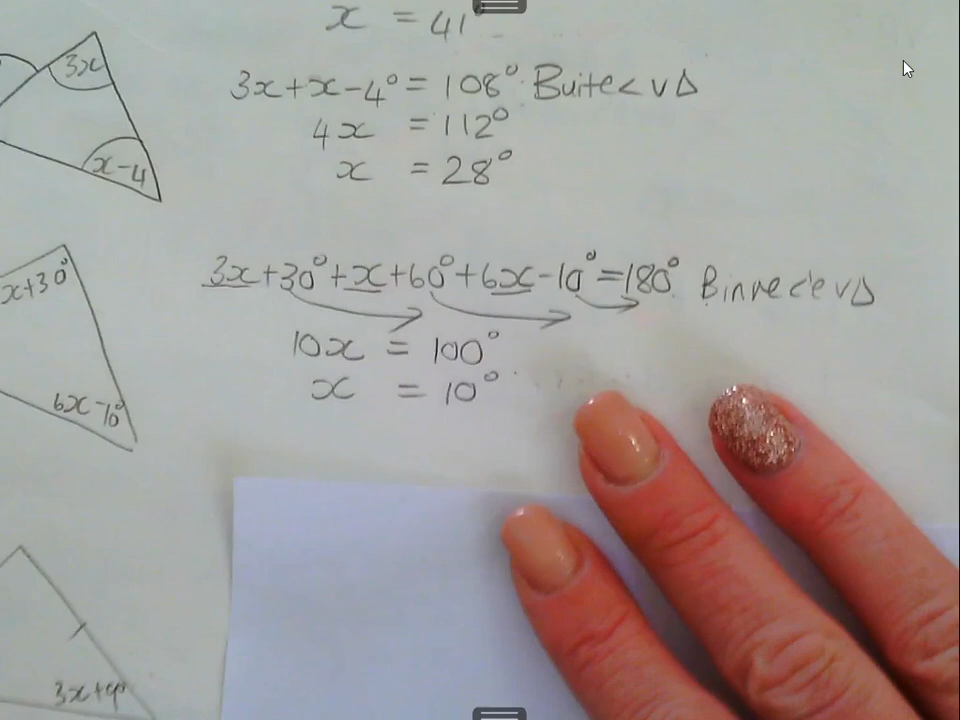 x = 41°
3x
3x+x-4°= 108° Buite< v Δ
4x = 112°
x-4
x = 28°
x+30°
3x+30°+x+60°+6x-10°=180° Binne<'e v Δ
10x = 100°
x = 10°
6x-10°
3x+9°